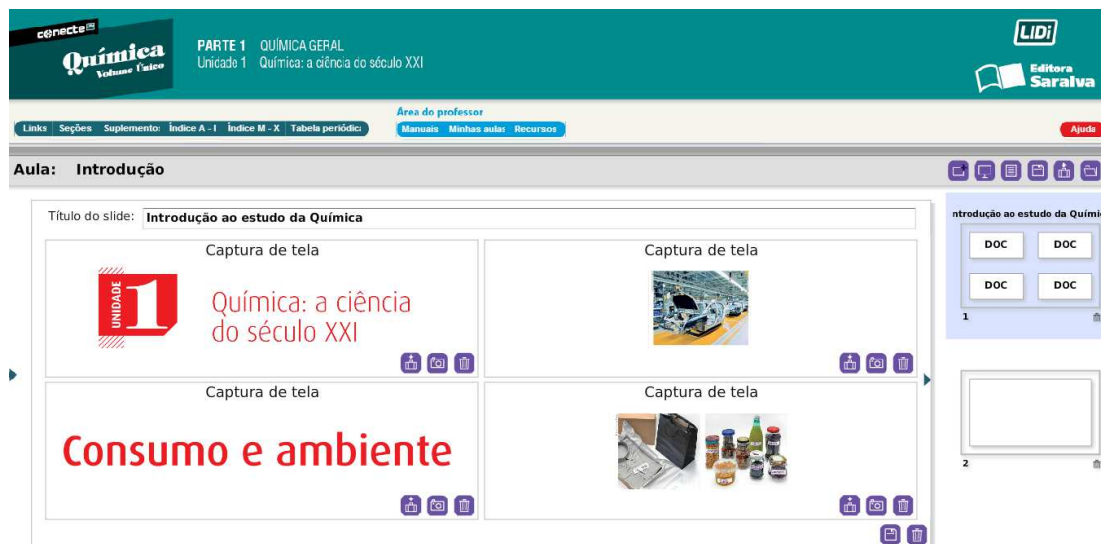 conecte
Química
Volume Único
PARTE 1 QUÍMICA GERAL
Unidade 1 Química: a ciência do século XXI
LIDi
Editora
Saraiva
Área do professor
Links Seções Suplemento: Índice A - I Índice M - X Tabela periódic
Manuais Minhas aulas Recursos
Ajuda
Aula: Introdução
Título do slide: Introdução ao estudo da Química
Captura de tela
UNIDADE
1
Química: a ciência
do século XXI
Captura de tela
Captura de tela
Consumo e ambiente
Captura de tela
ntrodução ao estudo da Quími
DOC DOC
DOC DOC
1
2